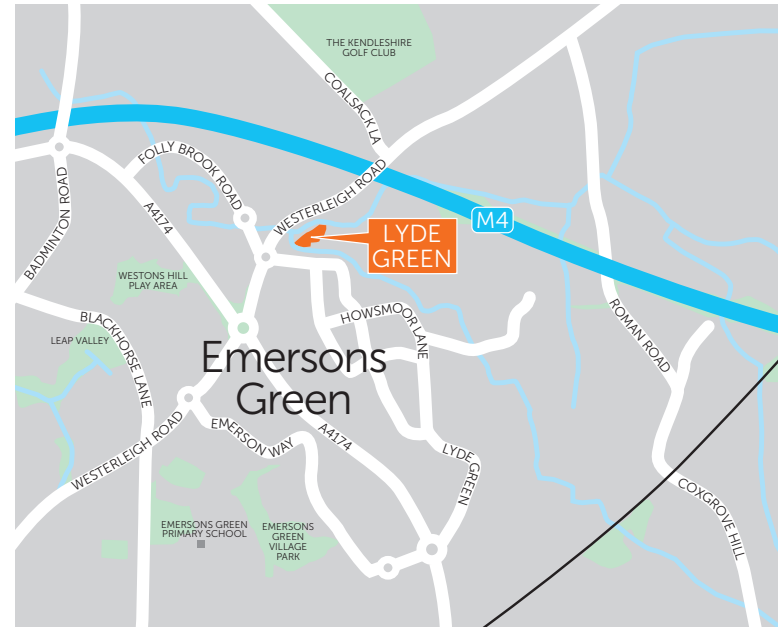 THE KENDLESHIRE
GOLF CLUB
COALSACK LA
FOLLY BROOK ROAD
WESTERLEIGH ROAD
BADMINTON ROAD
A4174
M4
LYDE
GREEN
WESTONS HILL
PLAY AREA
HOWSMOOR LANE
ROMAN ROAD
BLACKHORSE LANE
LEAP VALLEY
Emersons
Green
WESTERLEIGH ROAD
EMERSON WAY
A4174
LYDE GREEN
COXGROVE HILL
EMERSONS GREEN
PRIMARY SCHOOL
EMERSONS
GREEN
VILLAGE
PARK